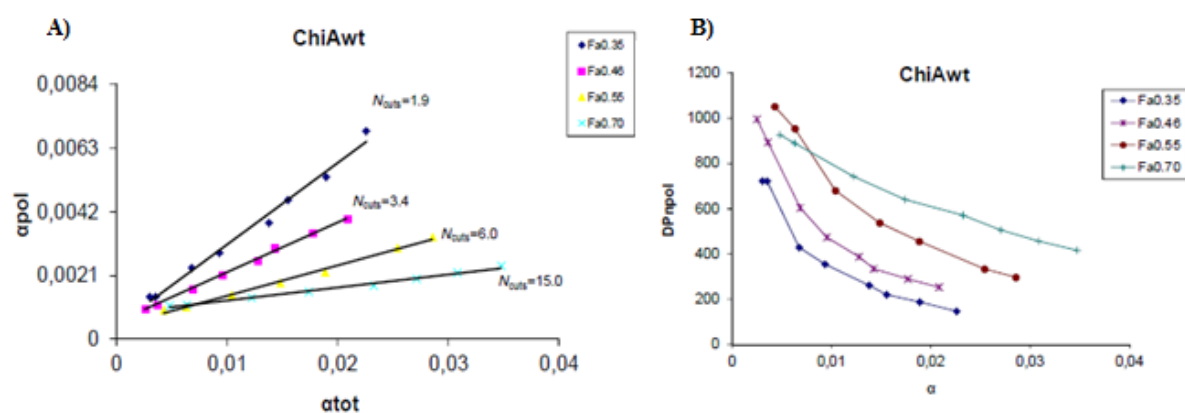 A)
ChiAwt
Fa0.35
Fa0.46
Fa0.55
Fa0.70
0,0084
0,0063
0,0042
0,0021
0
αpol
Ncuts=1.9
Ncuts=3.4
Ncuts=6.0
Ncuts=15.0
0
0,01
0,02
0,03
0,04
αtot
B)
ChiAwt
Fa0.35
Fa0.46
Fa0.55
Fa0.70
1200
1000
800
600
400
200
0
DPnpol
0
0,01
0,02
0,03
0,04
α